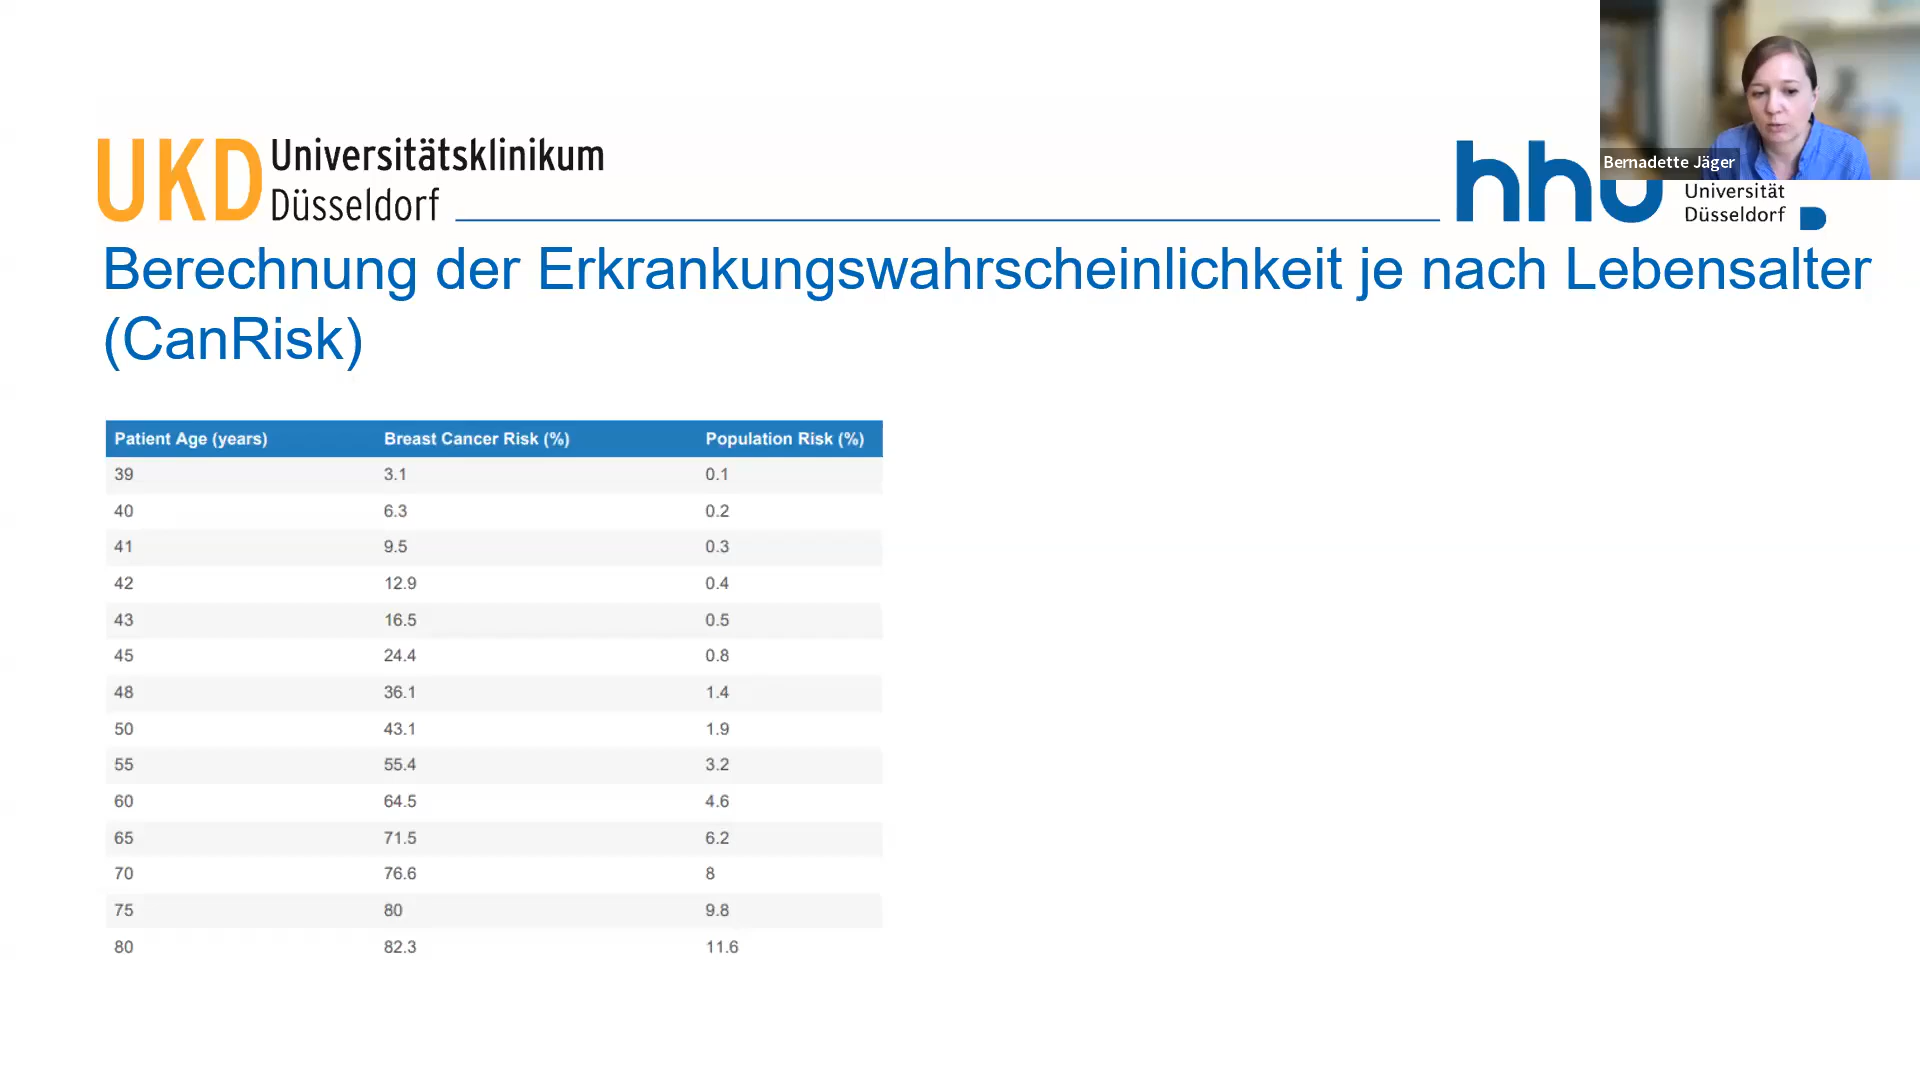 Bernadette Jäger
UKD Universitätsklinikum
Düsseldorf
hhu
Universität
Düsseldorf
Berechnung der Erkrankungswahrscheinlichkeit je nach Lebensalter
(CanRisk)
Patient Age (years) Breast Cancer Risk (%) Population Risk (%)
39 3.1 0.1
40 6.3 0.2
41 9.5 0.3
42 12.9 0.4
43 16.5 0.5
45 24.4 0.8
48 36.1 1.4
50 43.1 1.9
55 55.4 3.2
60 64.5 4.6
65 71.5 6.2
70 76.6 8
75 80 9.8
80 82.3 11.6